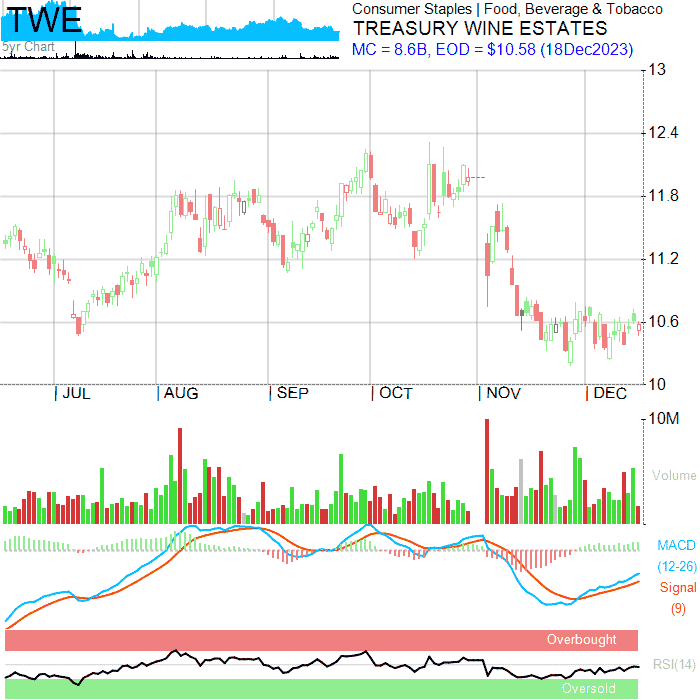 TWE
5yr Chart
Consumer Staples | Food, Beverage & Tobacco
TREASURY WINE ESTATES
MC = 8.6B, EOD = $10.58 (18Dec2023)
13
12.4
11.8
11.2
10.6
10
JUL
AUG
SEP
OCT
NOV
DEC
10M
Volume
MACD
(12-26)
Signal
(9)
Overbought
RSI(14)
Oversold